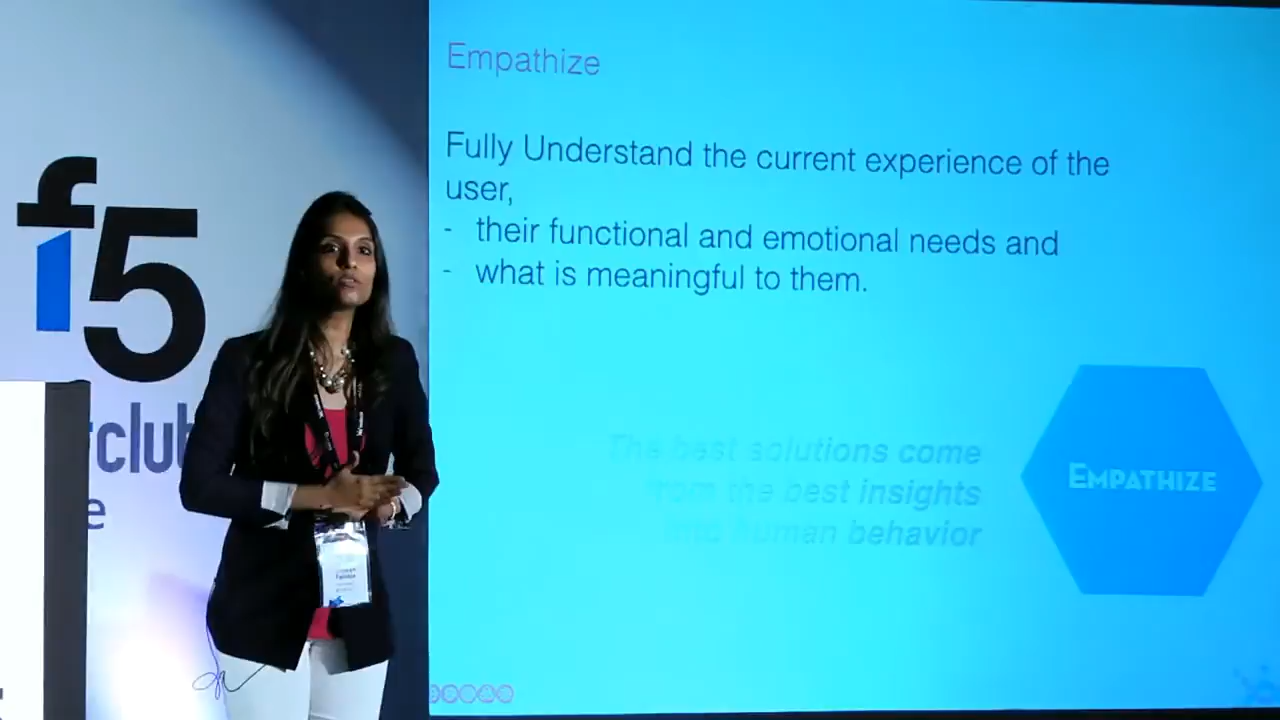 f5
club
e
Empathize
Fully Understand the current experience of the
user,
- their functional and emotional needs and
- what is meaningful to them.
The best solutions come
from the best insights
into human behavior
EMPATHIZE